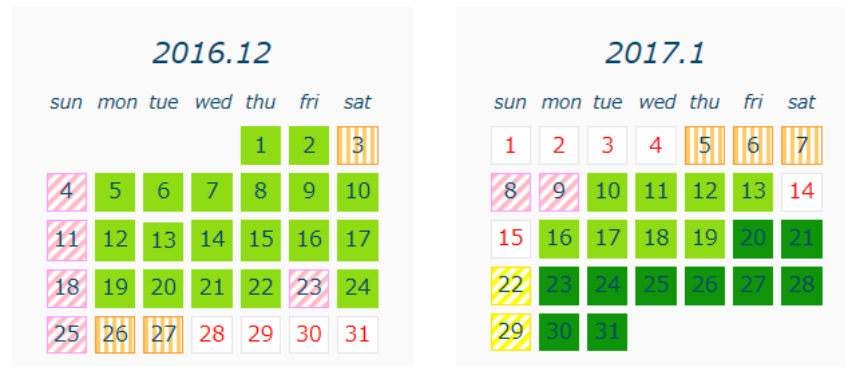 2016.12
sun mon tue wed thu fri sat
1 2 3
4 5 6 7 8 9 10
11 12 13 14 15 16 17
18 19 20 21 22 23 24
25 26 27 28 29 30 31
2017.1
sun mon tue wed thu fri sat
1 2 3 4 5 6 7
8 9 10 11 12 13 14
15 16 17 18 19 20 21
22 23 24 25 26 27 28
29 30 31